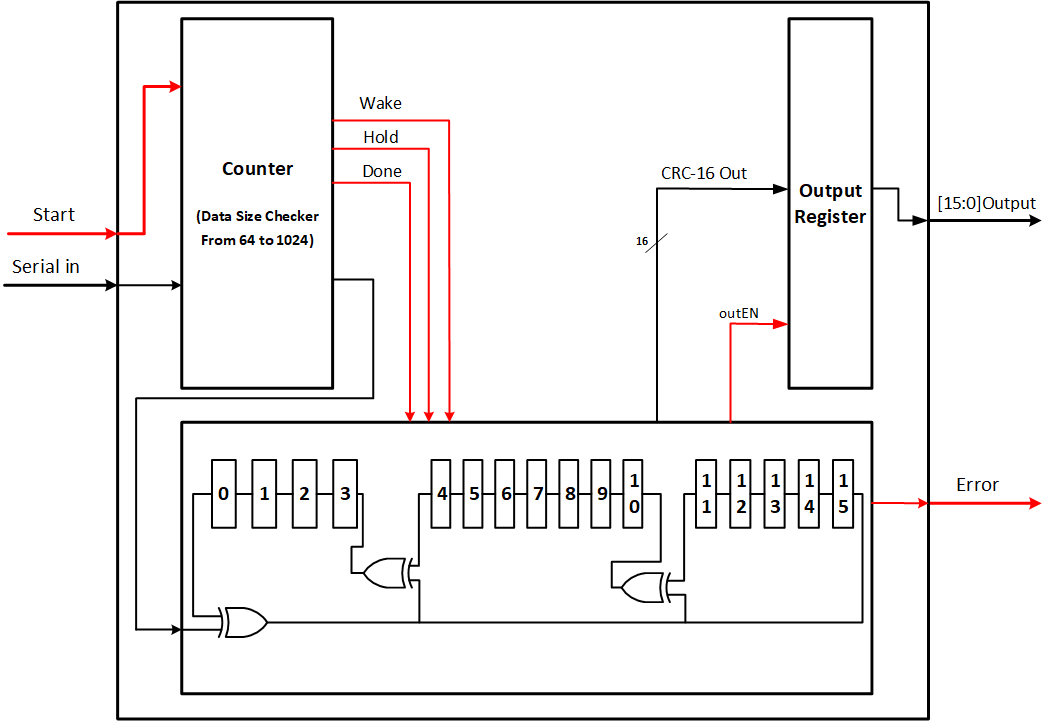 Start
Serial in
Counter
(Data Size Checker
From 64 to 1024)
Wake
Hold
Done
CRC-16 Out
16
outEN
Output
Register
[15:0]Output
Error
0 1 2 3 4 5 6 7 8 9 10 11 12 13 14 15